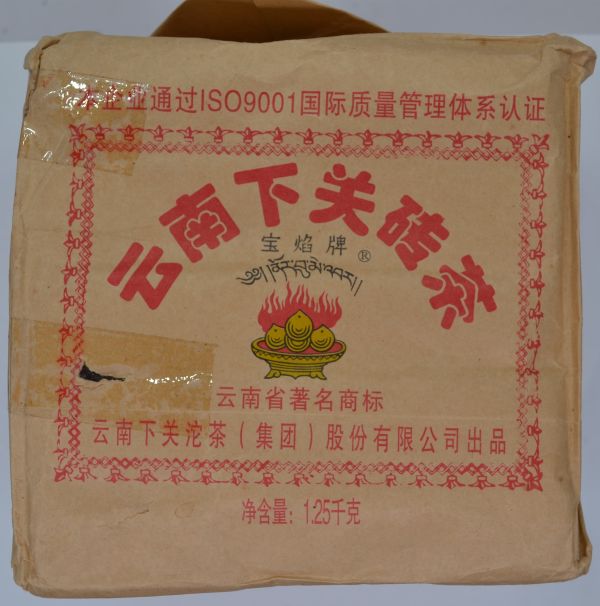 本企业通过ISO9001国际质量管理体系认证
云南下关砖茶
宝焰牌
®
云南省著名商标
云南下关沱茶(集团)股份有限公司出品
净含量：1.25千克